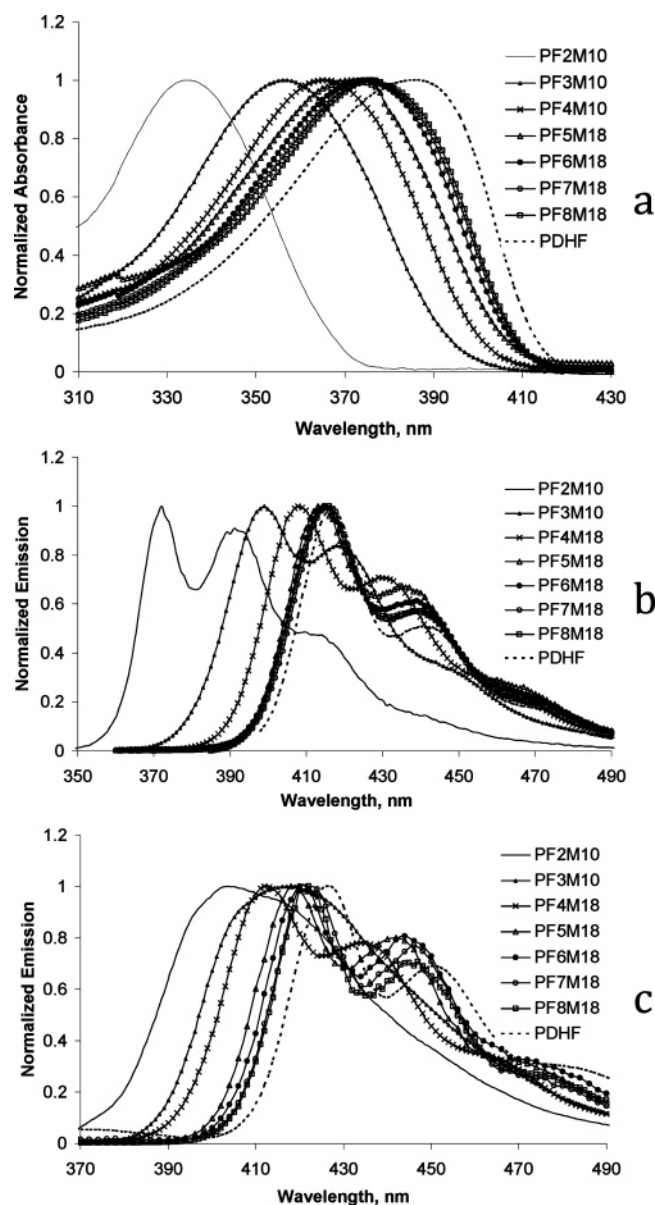 1.2
1
0.8
0.6
0.4
0.2
0
Normalized Absorbance
310 330 350 370 390 410 430
Wavelength, nm
PF2M10
PF3M10
PF4M10
PF5M18
PF6M18
PF7M18
PF8M18
PDHF
a
1.2
1
0.8
0.6
0.4
0.2
0
Normalized Emission
350 370 390 410 430 450 470 490
Wavelength, nm
PF2M10
PF3M10
PF4M18
PF5M18
PF6M18
PF7M18
PF8M18
PDHF
b
1.2
1
0.8
0.6
0.4
0.2
0
Normalized Emission
370 390 410 430 450 470 490
Wavelength, nm
PF2M10
PF3M10
PF4M18
PF5M18
PF6M18
PF7M18
PF8M18
PDHF
c